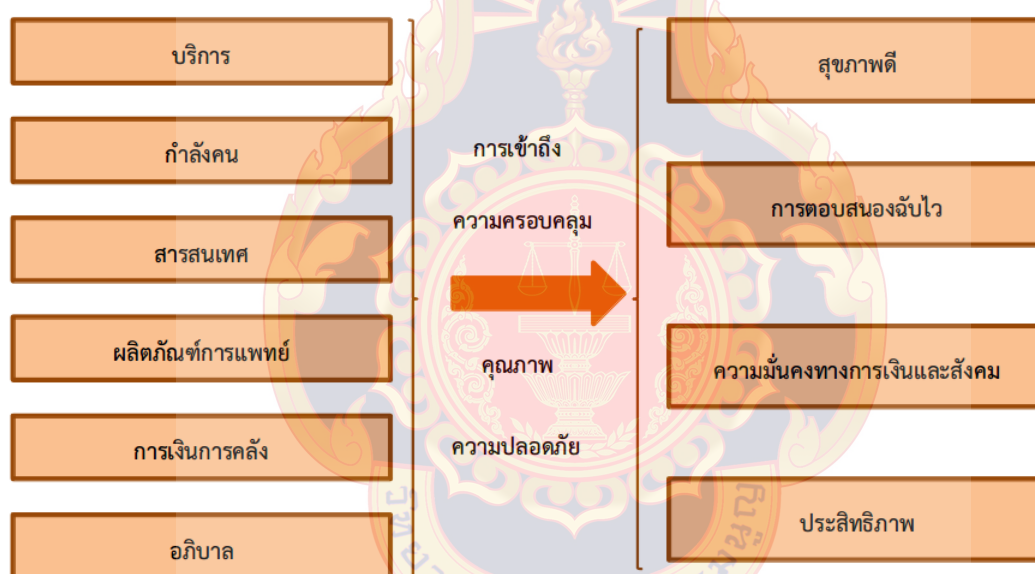 บริการ
กำลังคน
สารสนเทศ
ผลิตภัณฑ์การแพทย์
การเงินการคลัง
อภิบาล
การเข้าถึง
ความครอบคลุม
คุณภาพ
ความปลอดภัย
สุขภาพดี
การตอบสนองฉับไว
ความมั่นคงทางการเงินและสังคม
ประสิทธิภาพ